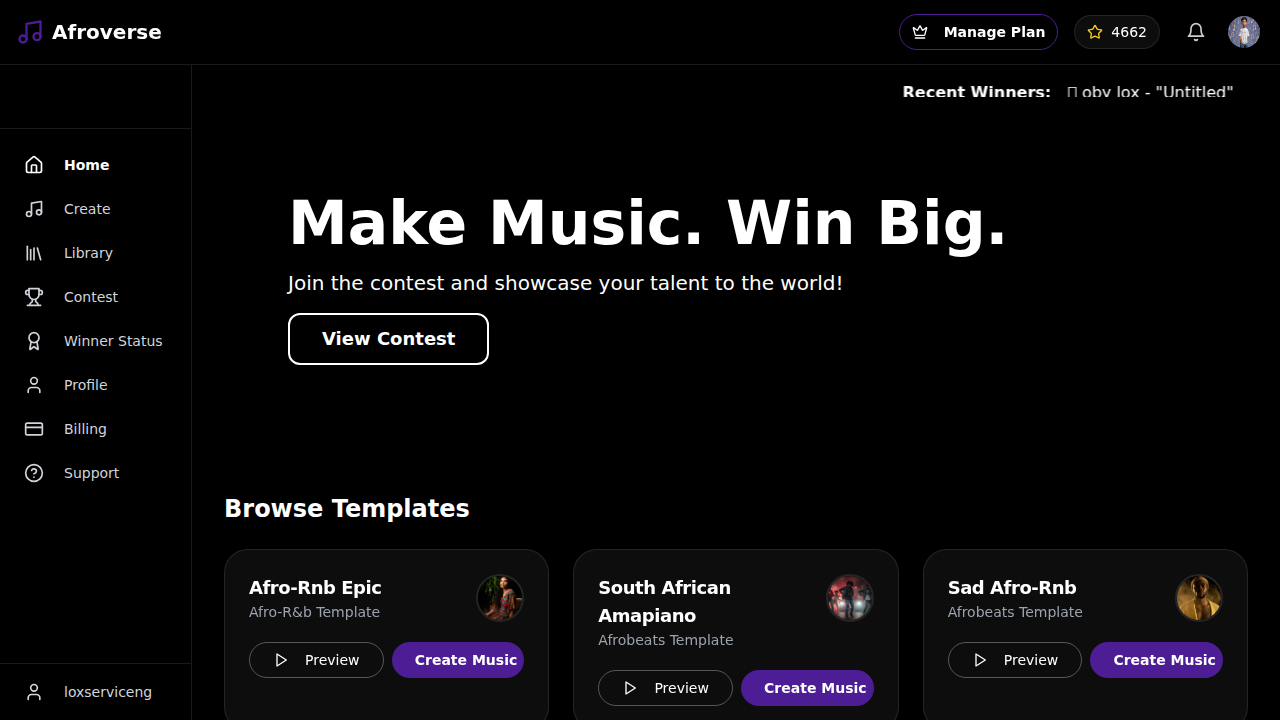 Afroverse
Manage Plan
4662
Recent Winners: oby lox - "Untitled"
Home
Create
Library
Contest
Winner Status
Profile
Billing
Support
loxserviceng
Make Music. Win Big.
Join the contest and showcase your talent to the world!
View Contest
Browse Templates
Afro-Rnb Epic
Afro-R&b Template
Preview
Create Music
South African
Amapiano
Afrobeats Template
Preview
Create Music
Sad Afro-Rnb
Afrobeats Template
Preview
Create Music